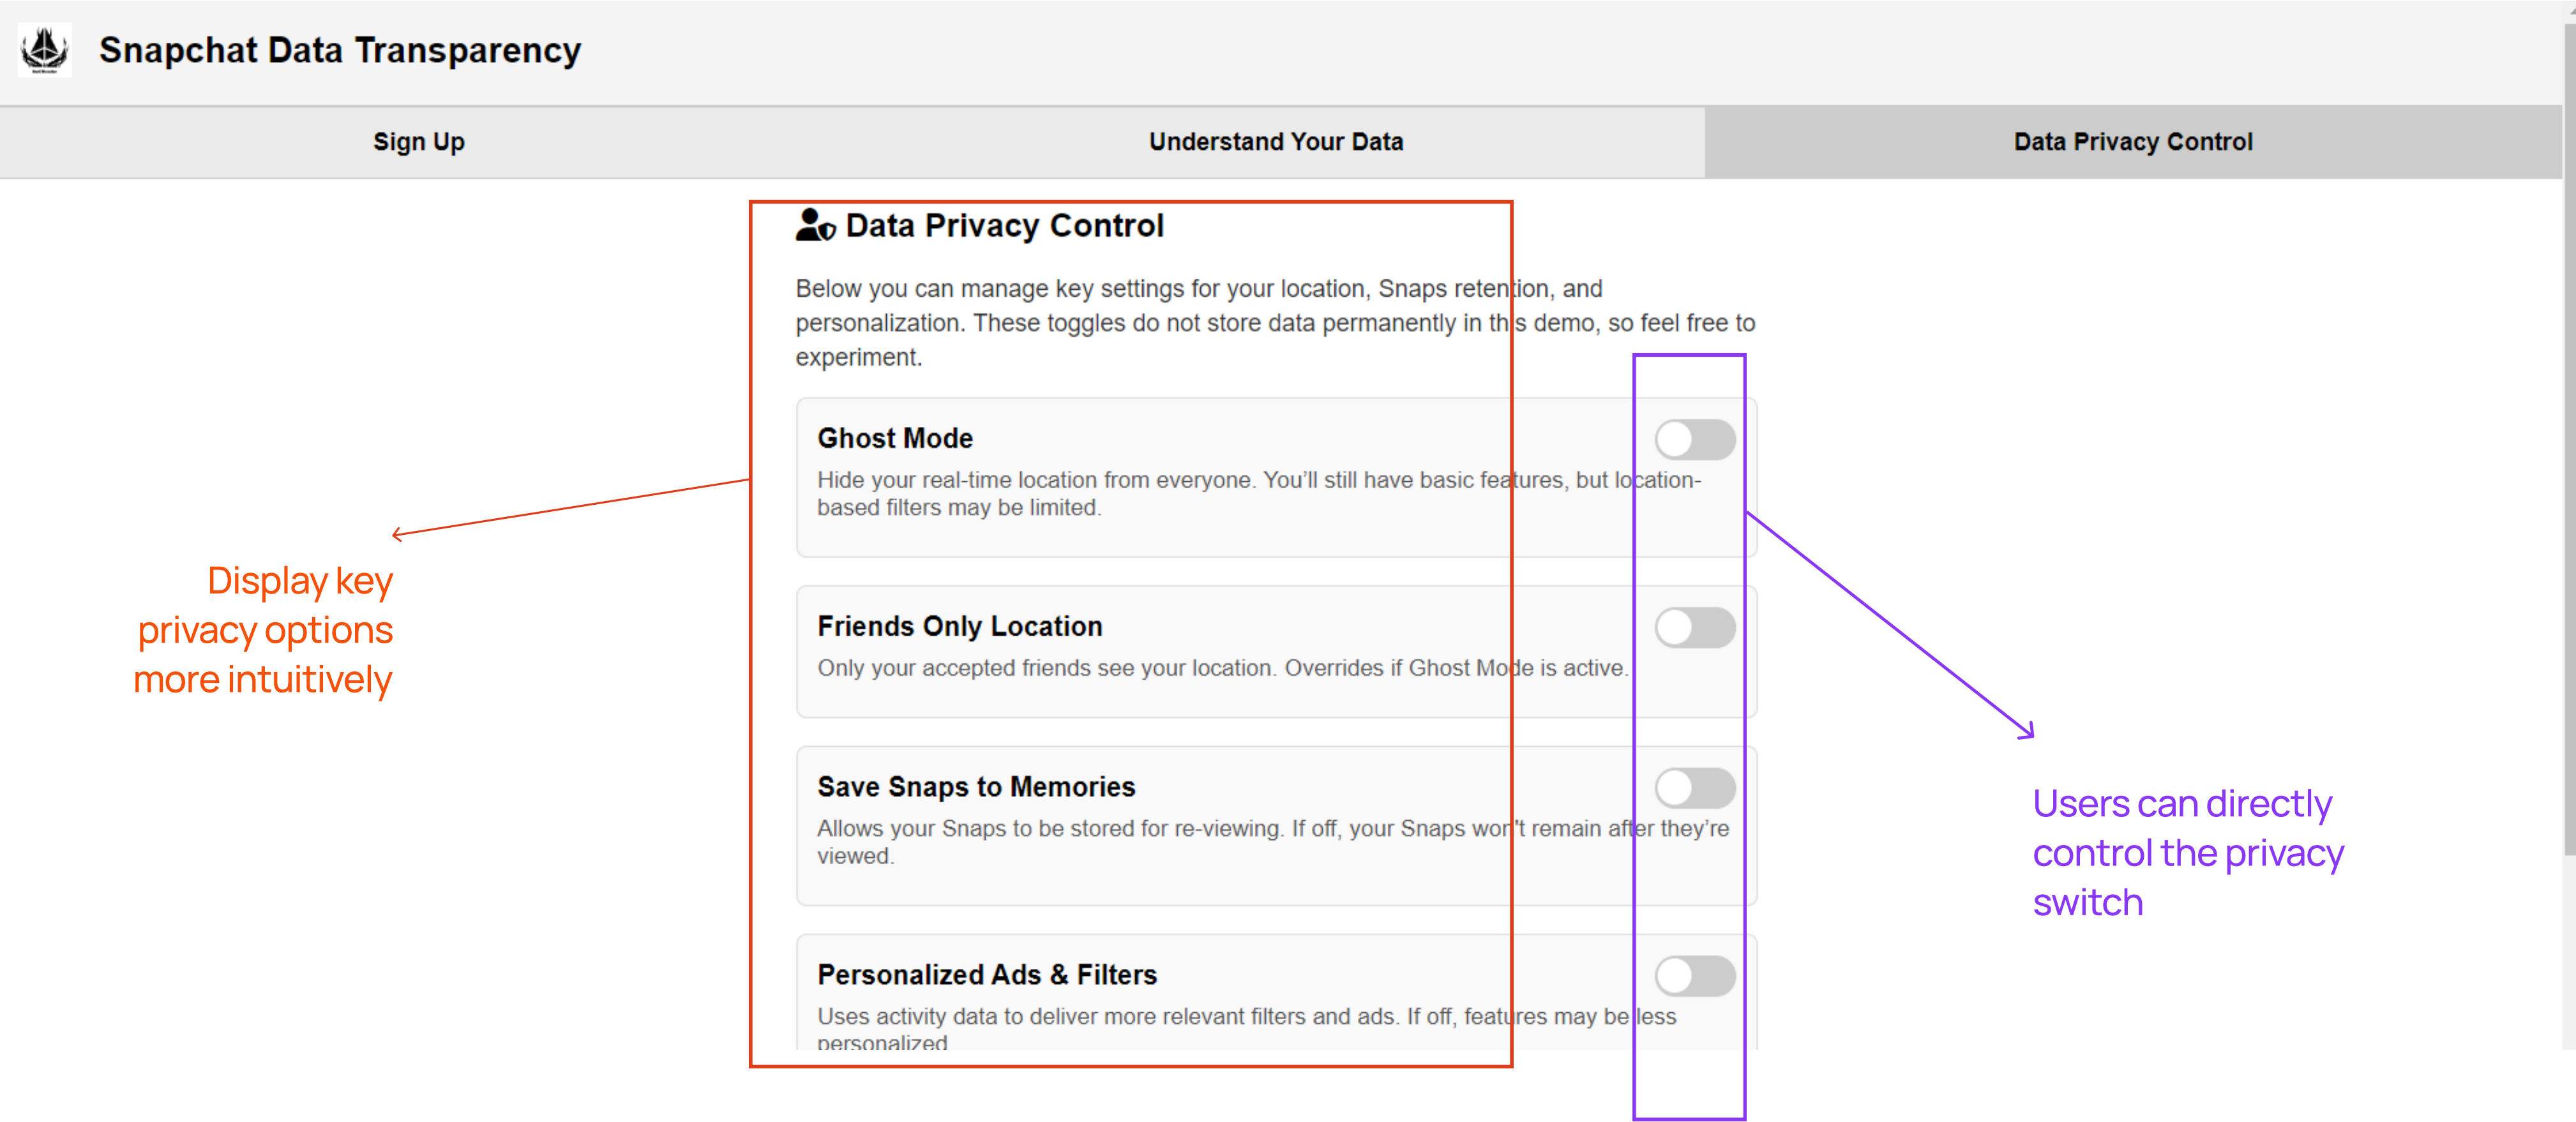 Snapchat Data Transparency
Sign Up
Understand Your Data
Data Privacy Control
Data Privacy Control
Below you can manage key settings for your location, Snaps retention, and
personalization. These toggles do not store data permanently in this demo, so feel free to
experiment.
Ghost Mode
Hide your real-time location from everyone. You’ll still have basic features, but location-
based filters may be limited.
Friends Only Location
Only your accepted friends see your location. Overrides if Ghost Mode is active.
Save Snaps to Memories
Allows your Snaps to be stored for re-viewing. If off, your Snaps won't remain after they’re
viewed.
Personalized Ads & Filters
Uses activity data to deliver more relevant filters and ads. If off, features may be less
personalized
Display key
privacy options
more intuitively
Users can directly
control the privacy
switch